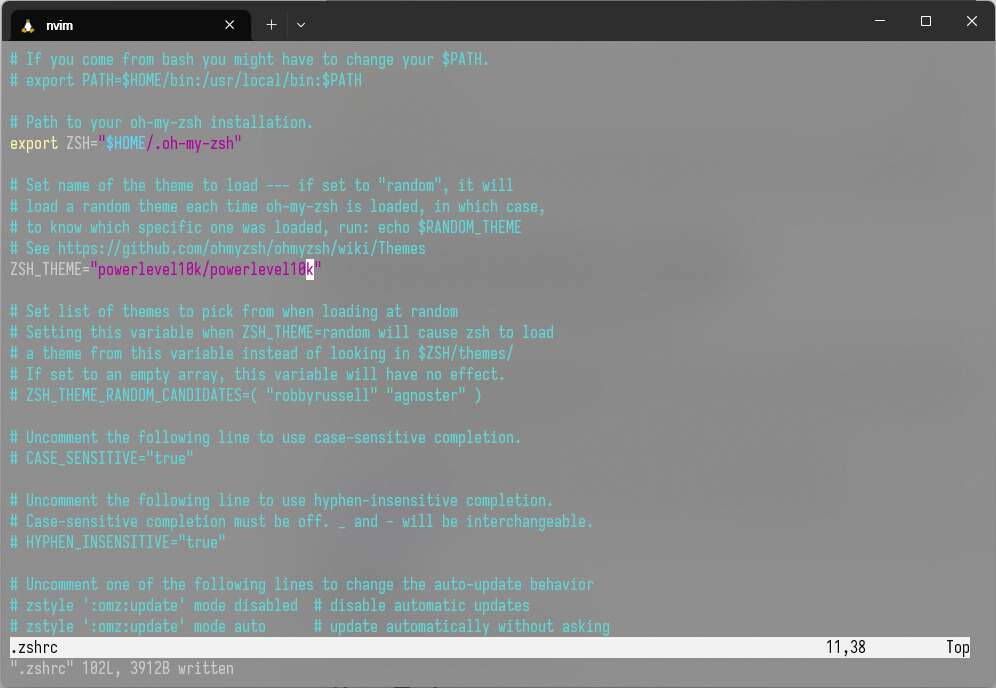 nvim
# If you come from bash you might have to change your $PATH.
# export PATH=$HOME/bin:/usr/local/bin:$PATH
# Path to your oh-my-zsh installation.
export ZSH="$HOME/.oh-my-zsh"
# Set name of the theme to load --- if set to "random", it will
# load a random theme each time oh-my-zsh is loaded, in which case,
# to know which specific one was loaded, run: echo $RANDOM_THEME
# See https://github.com/ohmyzsh/ohmyzsh/wiki/Themes
ZSH_THEME="powerlevel10k/powerlevel10k"
# Set list of themes to pick from when loading at random
# Setting this variable when ZSH_THEME=random will cause zsh to load
# a theme from this variable instead of looking in $ZSH/themes/
# If set to an empty array, this variable will have no effect.
# ZSH_THEME_RANDOM_CANDIDATES=( "robbyrussell" "agnoster" )
# Uncomment the following line to use case-sensitive completion.
# CASE_SENSITIVE="true"
# Uncomment the following line to use hyphen-insensitive completion.
# Case-sensitive completion must be off. _ and - will be interchangeable.
# HYPHEN_INSENSITIVE="true"
# Uncomment one of the following lines to change the auto-update behavior
# zstyle ':omz:update' mode disabled  # disable automatic updates
# zstyle ':omz:update' mode auto      # update automatically without asking
.zshrc 11,38 Top
".zshrc" 102L, 3912B written